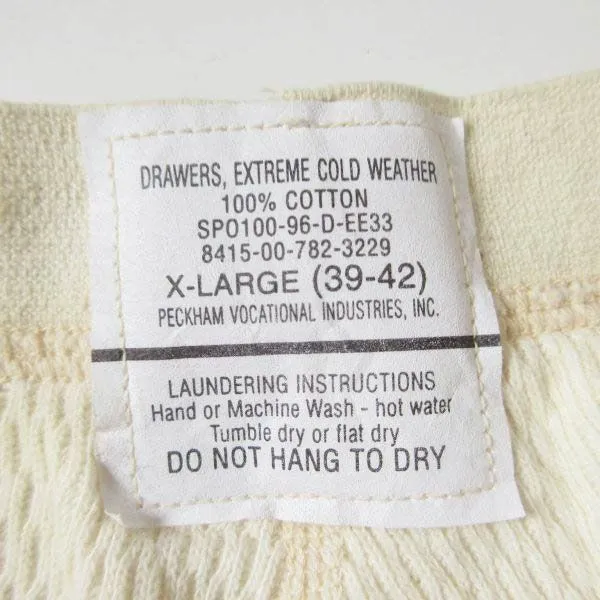 DRAWERS, EXTREME COLD WEATHER
100% COTTON
SPO100-96-D-EE33
8415-00-782-3229
X-LARGE (39-42)
PECKHAM VOCATIONAL INDUSTRIES, INC.
LAUNDERING INSTRUCTIONS
Hand or Machine Wash - hot water
Tumble dry or flat dry
DO NOT HANG TO DRY